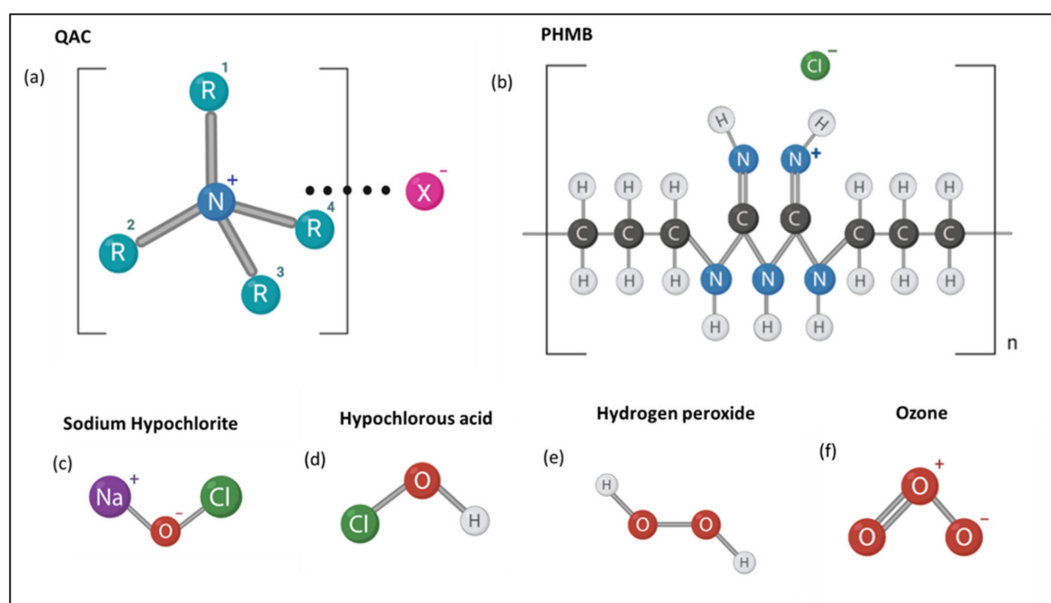 QAC
PHMB
(a)
(b)
R 1
N +
R 2
R 3
R 4
X -
Cl -
H H
N N +
H H H H H H
C C C C C C C C
H H H N N N H H H
H H H
n
Sodium Hypochlorite
Hypochlorous acid
Hydrogen peroxide
Ozone
(c)
(d)
(e)
(f)
Na + O - Cl
Cl O H
H O O H
O O + O -